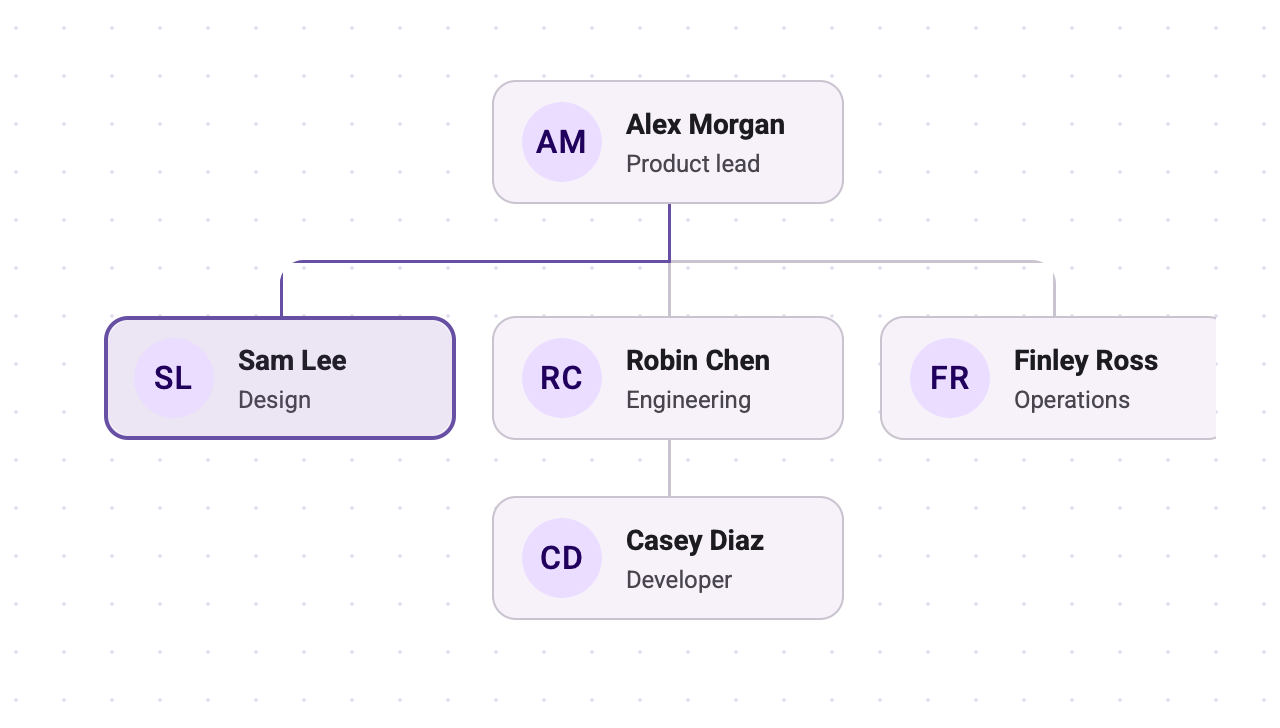 AM
Alex Morgan
Product lead
SL
Sam Lee
Design
RC
Robin Chen
Engineering
FR
Finley Ross
Operations
CD
Casey Diaz
Developer